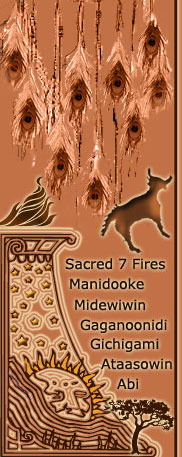 Sacred 7 Fires
Manidooke
Midewiwin
Gaganoonidi
Gichigami
Ataasowin
Abi